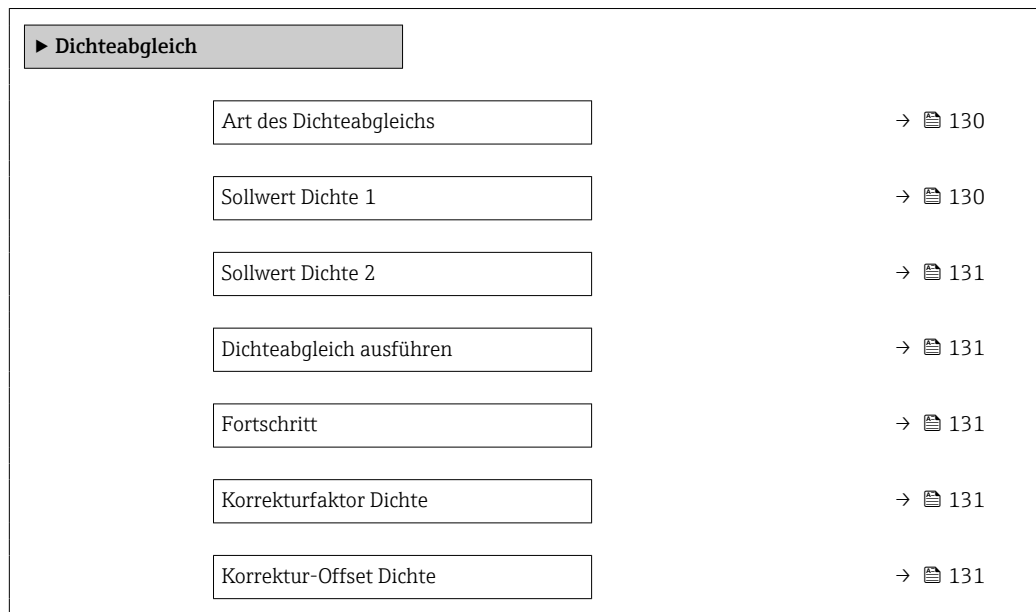 ▶ Dichteabgleich
Art des Dichteabgleichs → 130
Sollwert Dichte 1 → 130
Sollwert Dichte 2 → 131
Dichteabgleich ausführen → 131
Fortschritt → 131
Korrekturfaktor Dichte → 131
Korrektur-Offset Dichte → 131